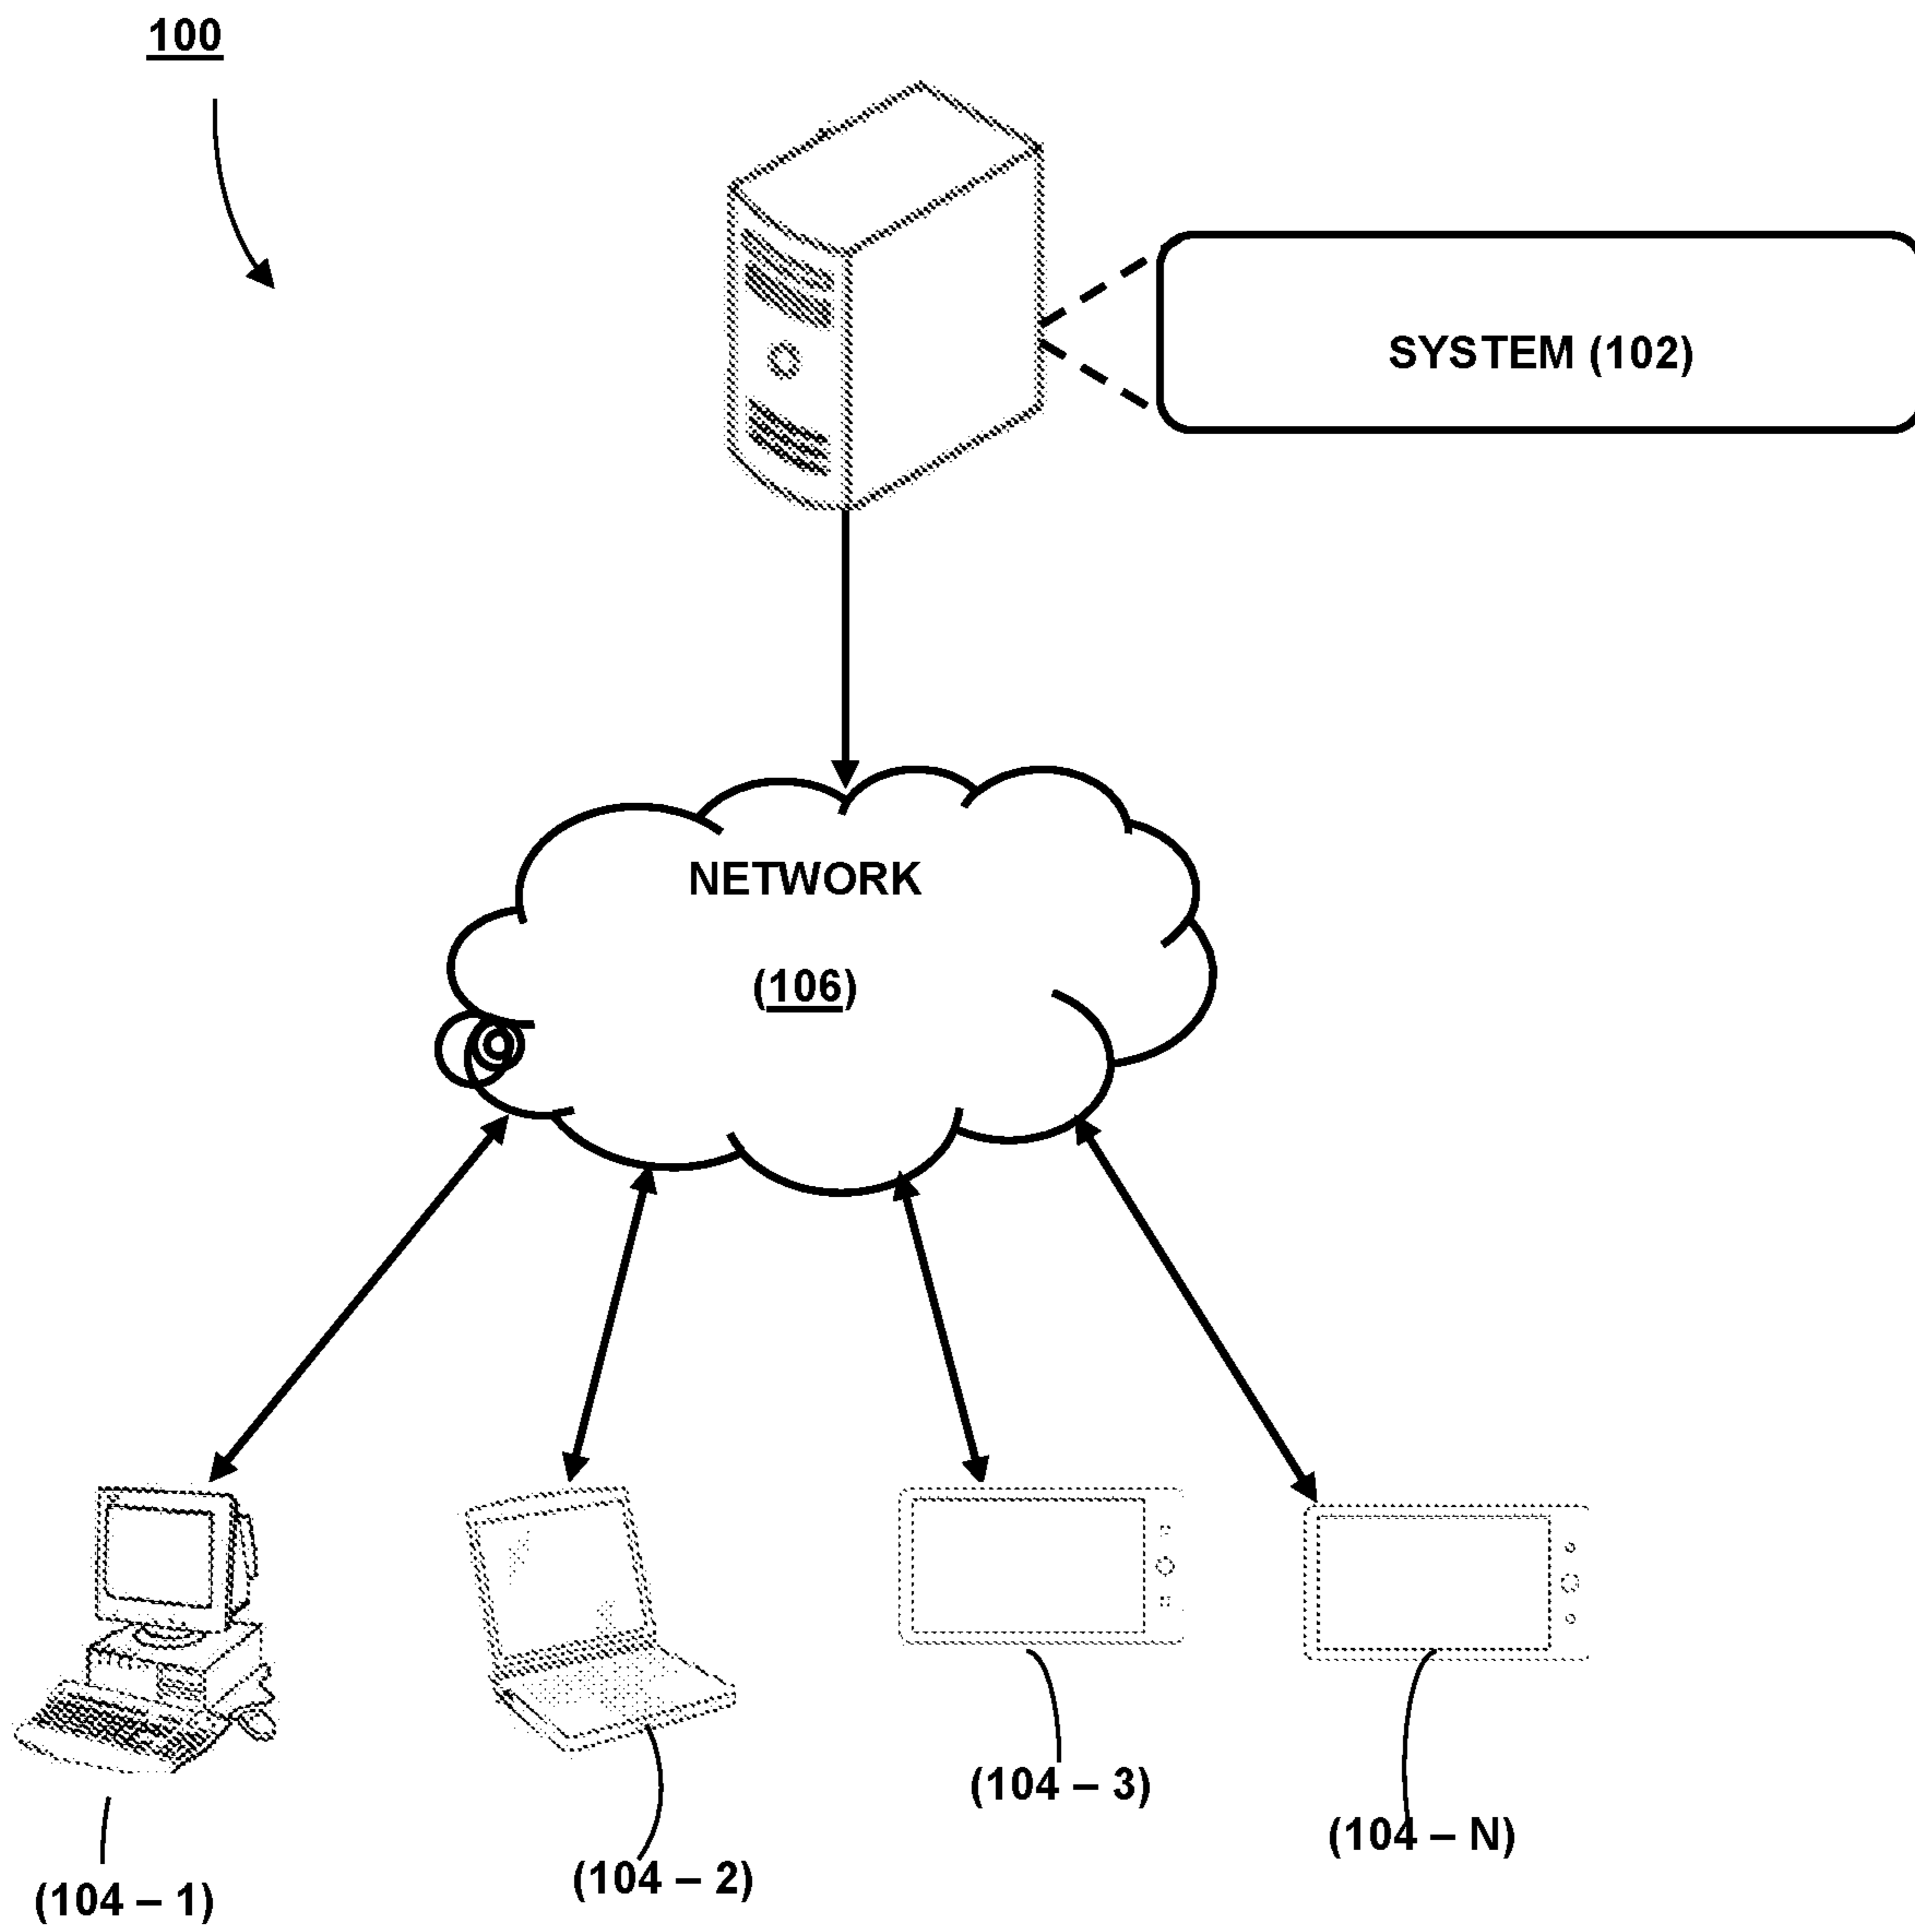 100
SYSTEM (102)
NETWORK
(106)
(104 – 3)
(104 – N)
(104 – 2)
(104 – 1)